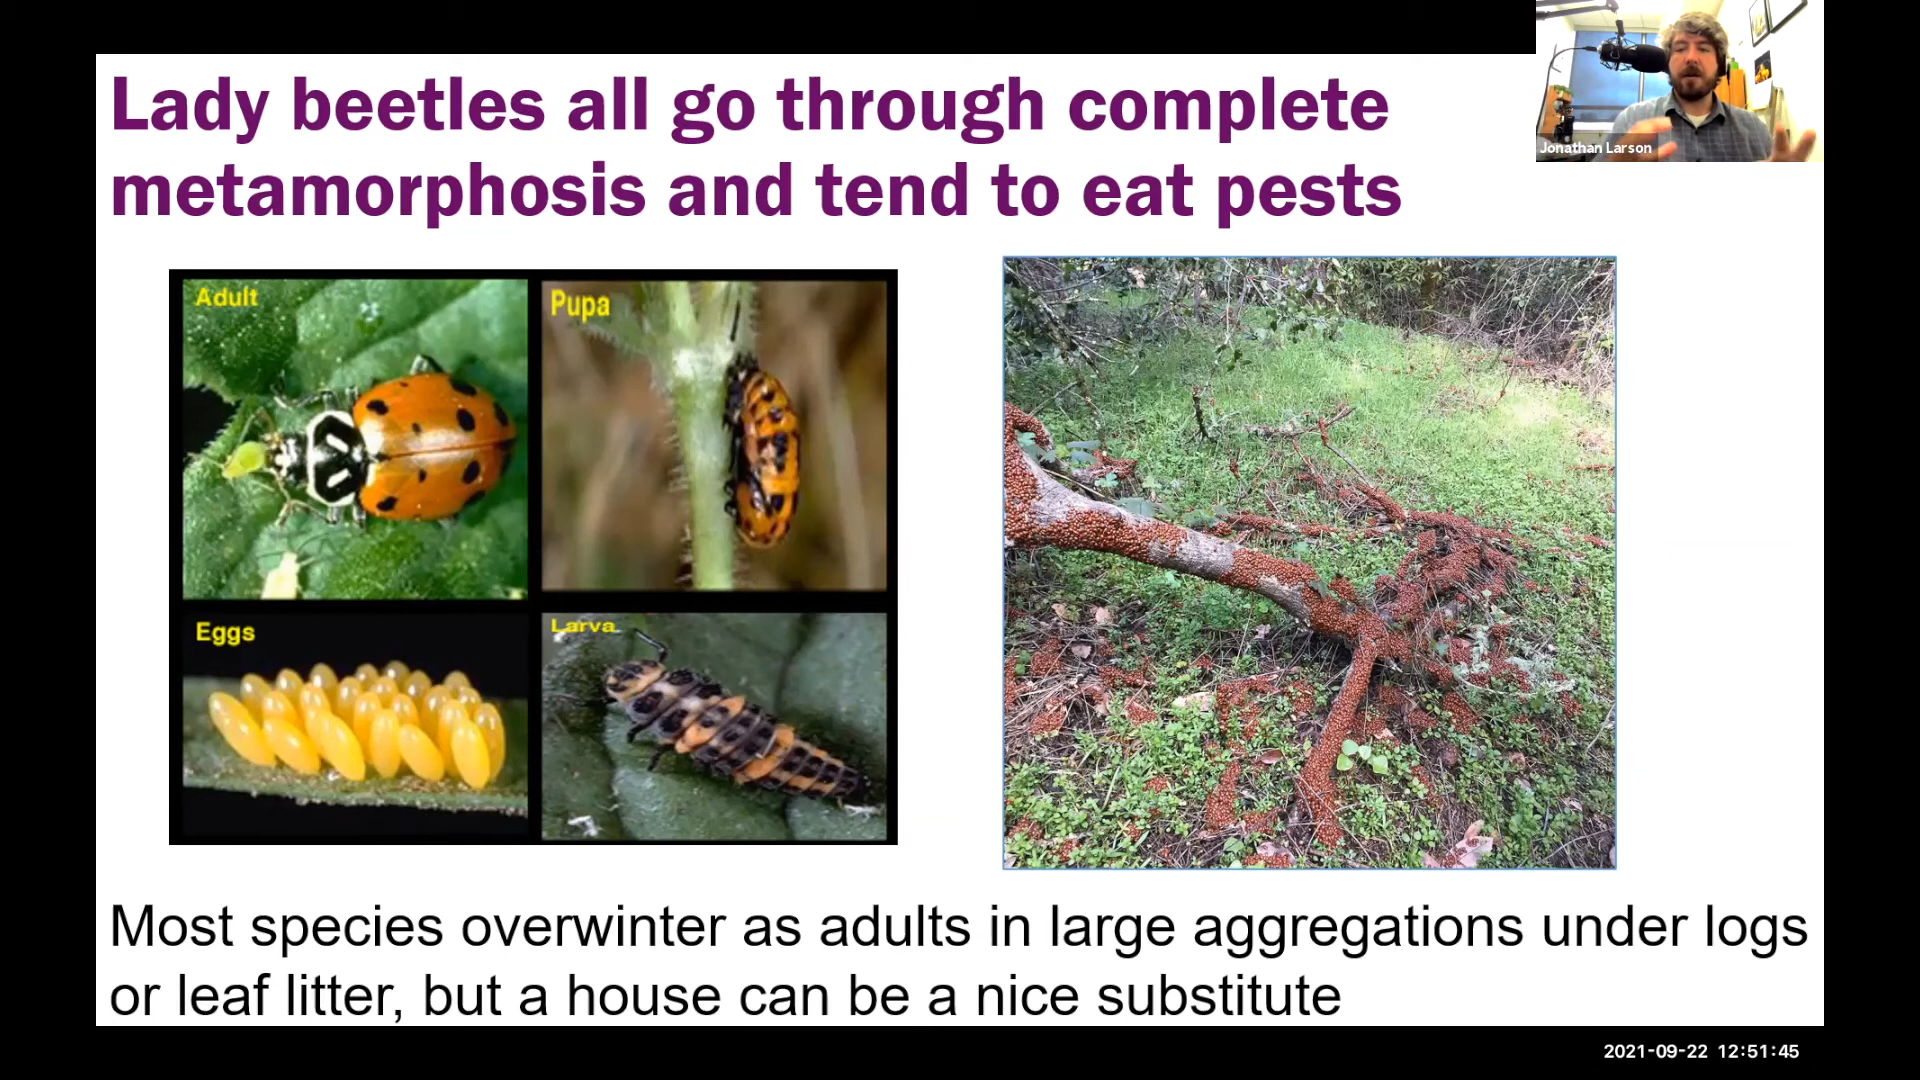 Lady beetles all go through complete
metamorphosis and tend to eat pests
Jonathan Larson
Adult
Pupa
Eggs
Larva
Most species overwinter as adults in large aggregations under logs
or leaf litter, but a house can be a nice substitute
2021-09-22 12:51:45